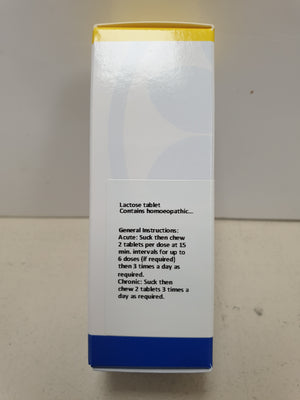 Lactose tablet
Contains homoeopathic...
General Instructions:
Acute: Suck then chew
2 tablets per dose at 15
min. intervals for up to
6 doses (if required)
then 3 times a day as
required.
Chronic: Suck then
chew 2 tablets 3 times a
day as required.